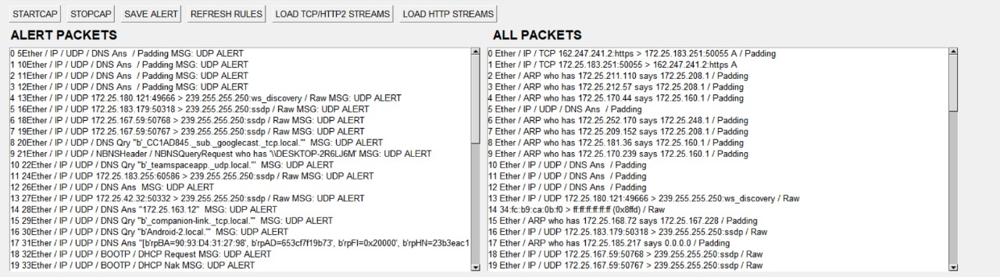 STARTCAP STOPCAP SAVE ALERT REFRESH RULES LOAD TCP/HTTP2 STREAMS LOAD HTTP STREAMS
ALERT PACKETS
0 5Ether / IP / UDP / DNS Ans / Padding MSG: UDP ALERT
1 10Ether / IP / UDP / DNS Ans / Padding MSG: UDP ALERT
2 11Ether / IP / UDP / DNS Ans / Padding MSG: UDP ALERT
3 12Ether / IP / UDP / DNS Ans / Padding MSG: UDP ALERT
4 13Ether / IP / UDP 172.25.180.121:49666 > 239.255.255.250:ws_discovery / Raw MSG: UDP ALERT
5 16Ether / IP / UDP 172.25.183.179:50318 > 239.255.255.250:ssdp / Raw MSG: UDP ALERT
6 18Ether / IP / UDP 172.25.167.59:50768 > 239.255.255.250:ssdp / Raw MSG: UDP ALERT
7 19Ether / IP / UDP 172.25.167.59:50767 > 239.255.255.250:ssdp / Raw MSG: UDP ALERT
8 20Ether / IP / UDP / DNS Qry "b'_CC1AD845._sub._googlecast._tcp.local.'" MSG: UDP ALERT
9 21Ether / IP / UDP / NBNSHeader / NBNSQueryRequest who has '\\DESKTOP-2R6LJ6M' MSG: UDP ALERT
10 22Ether / IP / UDP / DNS Qry "b'_teamspaceapp._udp.local.'" MSG: UDP ALERT
11 24Ether / IP / UDP 172.25.183.255:60586 > 239.255.255.250:ssdp / Raw MSG: UDP ALERT
12 26Ether / IP / UDP / DNS Ans MSG: UDP ALERT
13 27Ether / IP / UDP 172.25.42.32:50332 > 239.255.255.250:ssdp / Raw MSG: UDP ALERT
14 28Ether / IP / UDP / DNS Ans "172.25.163.12" MSG: UDP ALERT
15 29Ether / IP / UDP / DNS Qry "b'_companion-link._tcp.local.'" MSG: UDP ALERT
16 30Ether / IP / UDP / DNS Qry "b'Android-2.local.'" MSG: UDP ALERT
17 31Ether / IP / UDP / DNS Ans "[b'rpBA=90:93:D4:31:27:98', b'rpAD=653cf7f19b73', b'rpFI=0x20000', b'rpHN=23b3eac1
18 32Ether / IP / UDP / BOOTP / DHCP Request MSG: UDP ALERT
19 33Ether / IP / UDP / BOOTP / DHCP Nak MSG: UDP ALERT
ALL PACKETS
0 Ether / IP / TCP 162.247.241.2:https > 172.25.183.251:50055 A / Padding
1 Ether / IP / TCP 172.25.183.251:50055 > 162.247.241.2:https A
2 Ether / ARP who has 172.25.211.110 says 172.25.208.1 / Padding
3 Ether / ARP who has 172.25.212.57 says 172.25.208.1 / Padding
4 Ether / ARP who has 172.25.170.44 says 172.25.160.1 / Padding
5 Ether / IP / UDP / DNS Ans / Padding
6 Ether / ARP who has 172.25.252.170 says 172.25.248.1 / Padding
7 Ether / ARP who has 172.25.209.152 says 172.25.208.1 / Padding
8 Ether / ARP who has 172.25.181.36 says 172.25.160.1 / Padding
9 Ether / ARP who has 172.25.170.239 says 172.25.160.1 / Padding
10 Ether / IP / UDP / DNS Ans / Padding
11 Ether / IP / UDP / DNS Ans / Padding
12 Ether / IP / UDP / DNS Ans / Padding
13 Ether / IP / UDP 172.25.180.121:49666 > 239.255.255.250:ws_discovery / Raw
14 34:fc:b9:ca:0b:f0 > ff:ff:ff:ff:ff:ff (0x8ffd) / Raw
15 Ether / ARP who has 172.25.168.72 says 172.25.167.228 / Padding
16 Ether / IP / UDP 172.25.183.179:50318 > 239.255.255.250:ssdp / Raw
17 Ether / ARP who has 172.25.185.217 says 0.0.0.0 / Padding
18 Ether / IP / UDP 172.25.167.59:50768 > 239.255.255.250:ssdp / Raw
19 Ether / IP / UDP 172.25.167.59:50767 > 239.255.255.250:ssdp / Raw